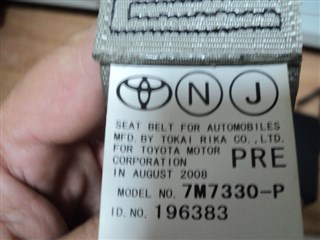 N J
SEAT BELT FOR AUTOMOBILES
MFD. BY TOKAI RIKA CO., LTD.
FOR TOYOTA MOTOR
CORPORATION PRE
IN AUGUST 2008
MODEL NO. 7M7330-P
ID. NO. 196383